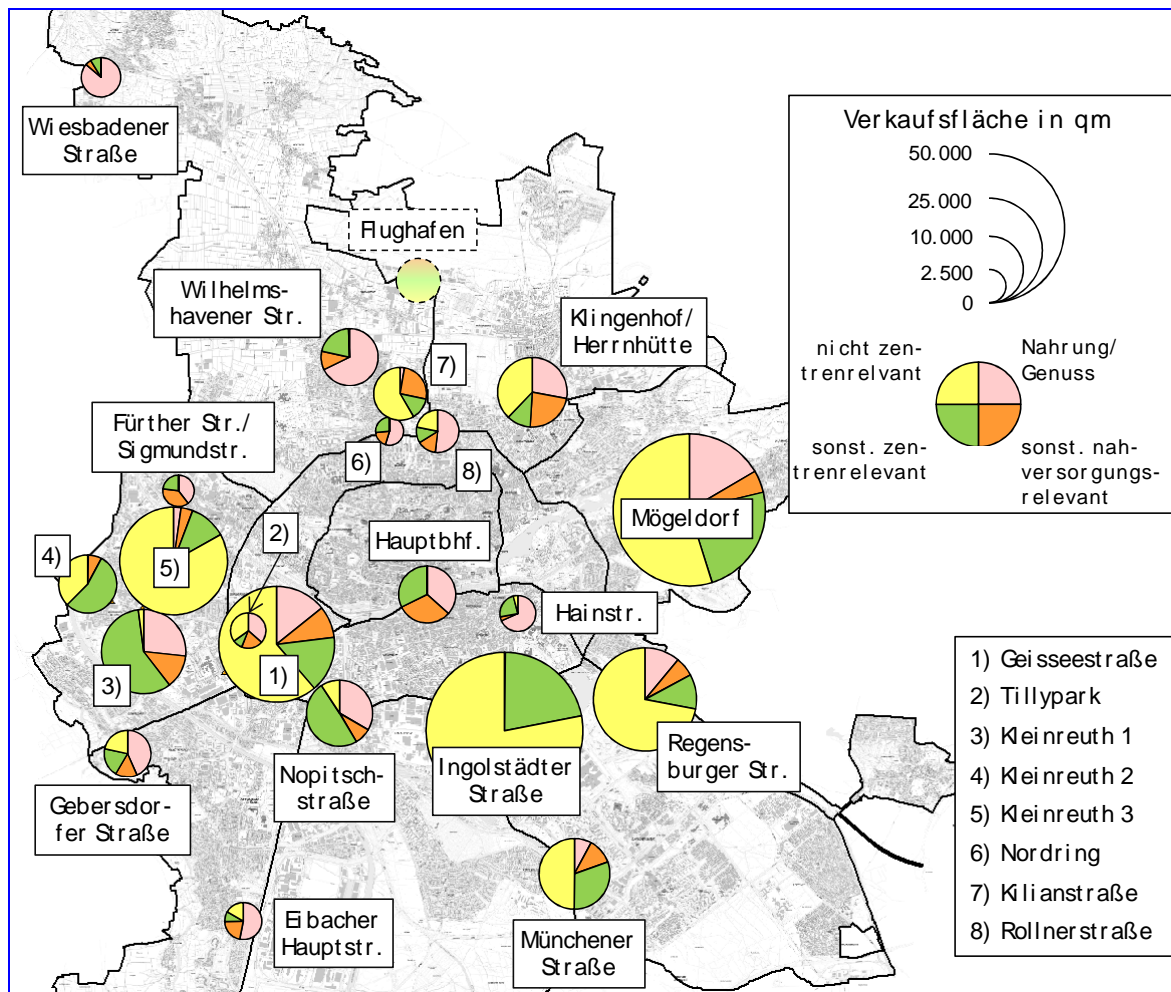 Wiesbadener
Straße
Flughafen
Wilhelms-
havener Str.
Klingenhof/
Herrnhütte
7)
Fürther Str./
Sigmundstr.
6)
8)
2)
4)
5)
Hauptbhf.
Mögeldorf
Hainstr.
3)
1)
Gebersdor-
fer Straße
Nopitsch-
straße
Ingolstädter
Straße
Regens-
burger Str.
Eibacher
Hauptstr.
Münchener
Straße
Verkaufsfläche in qm
50.000
25.000
10.000
2.500
0
nicht zen-
trenrelevant
Nahrung/
Genuss
sonst. zen-
trenrelevant
sonst. nah-
versorgungs-
relevant
1) Geisseestraße
2) Tillypark
3) Kleinreuth 1
4) Kleinreuth 2
5) Kleinreuth 3
6) Nordring
7) Kilianstraße
8) Rollnerstraße